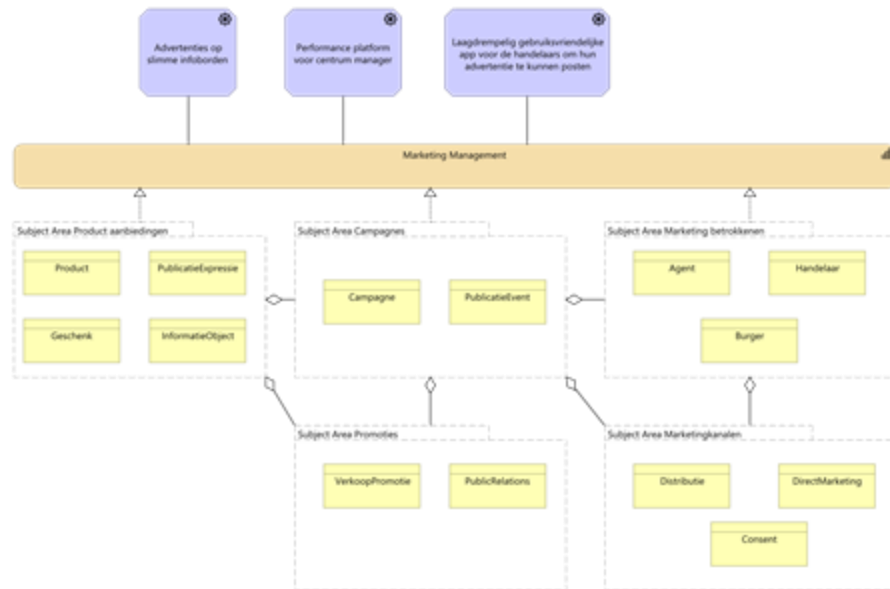 Advertenties op
slimme infoborden
Performance platform
voor centrum manager
Laagdrempelig gebruiksvriendelijke
app voor de handelaars om hun
advertentie te kunnen posten
Marketing Management
Subject Area Product aanbiedingen
Subject Area Campagnes
Subject Area Marketing betrokkenen
Product
PublicatieExpressie
Agent
Handelaar
Campagne
PublicatieEvent
Geschenk
InformatieObject
Burger
Subject Area Promoties
Subject Area Marketingkanalen
VerkoopPromotie
PublicRelations
Distributie
DirectMarketing
Consent